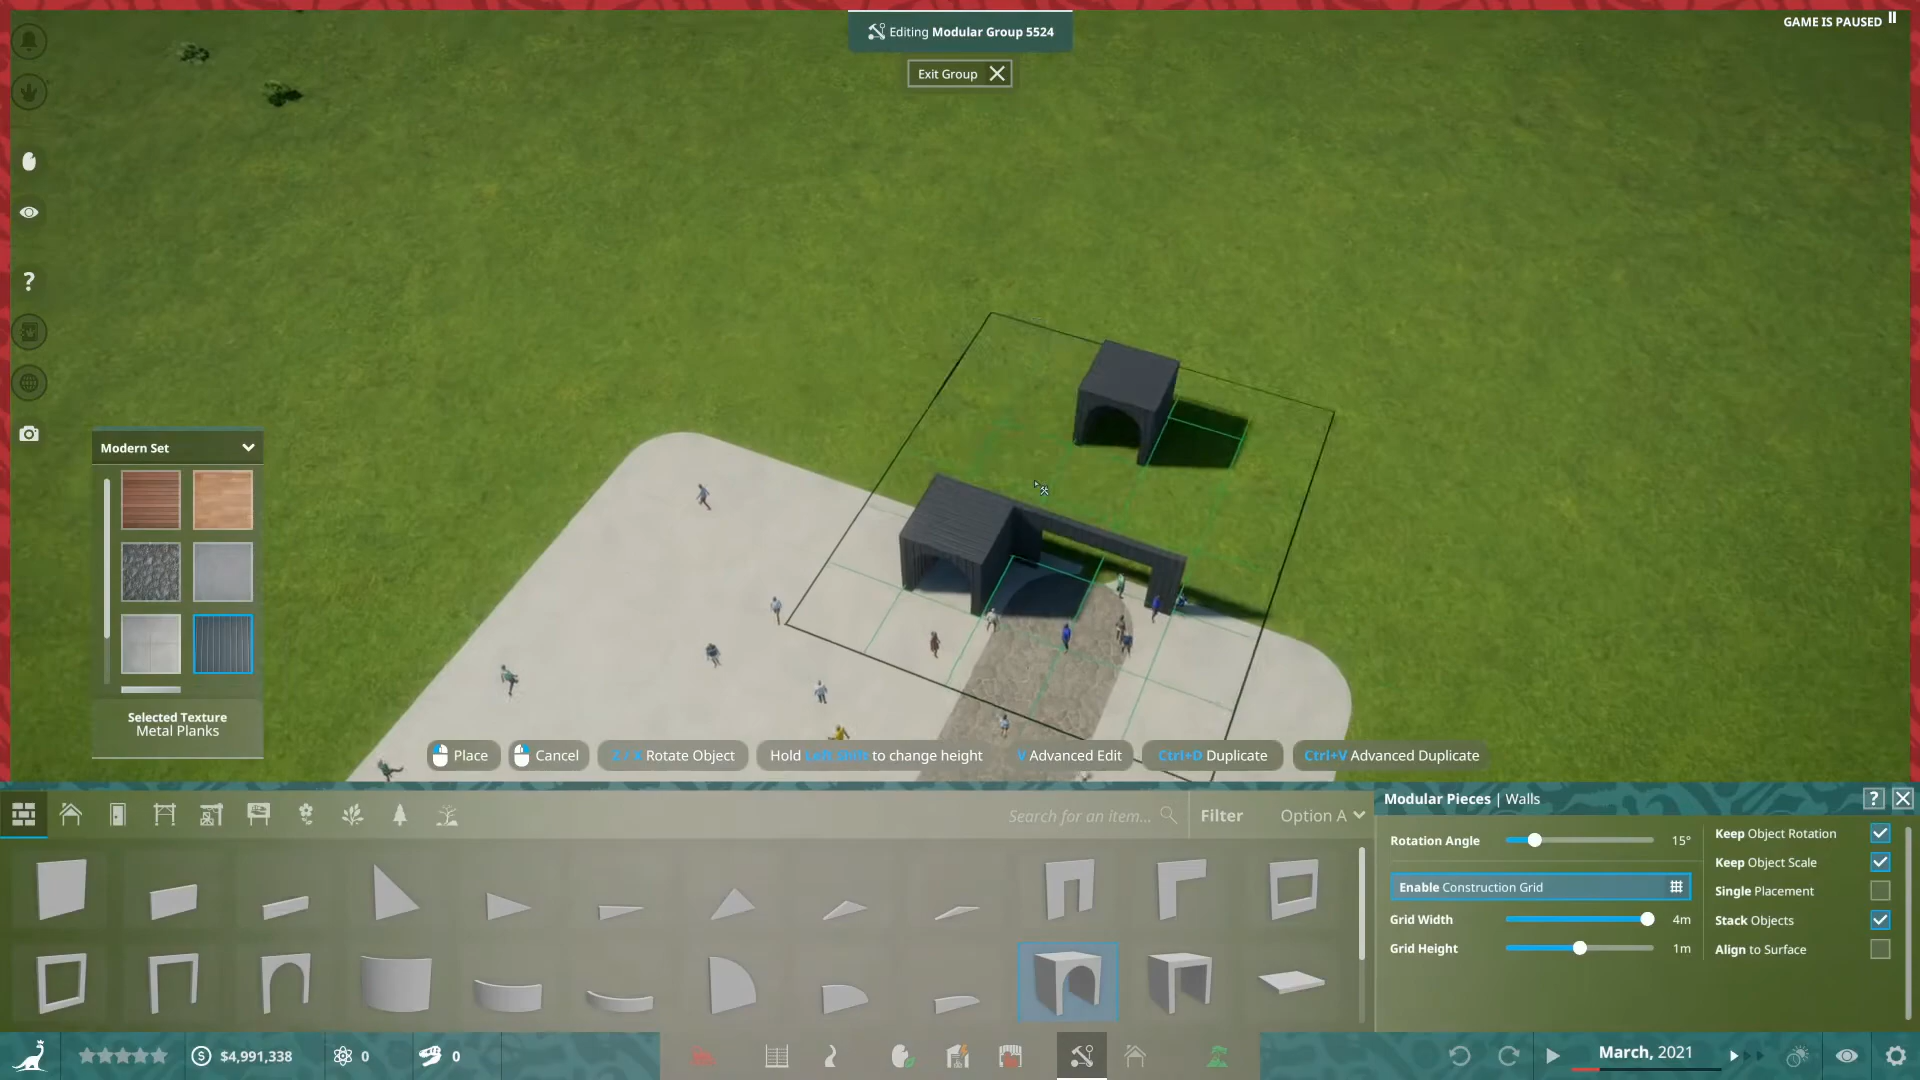 Editing Modular Group 5524
GAME IS PAUSED
Exit Group
Modern Set
Selected Texture
Metal Planks
Place
Cancel
Rotate Object
Hold Left Shift to change height
V Advanced Edit
Ctrl+D Duplicate
Ctrl+V Advanced Duplicate
Search for an item...
Filter
Option A
Modular Pieces | Walls
?
Rotation Angle
15°
Enable Construction Grid
Grid Width
4m
Grid Height
1m
Keep Object Rotation
Keep Object Scale
Single Placement
Stack Objects
Align to Surface
$4,991,338
0
0
March, 2021